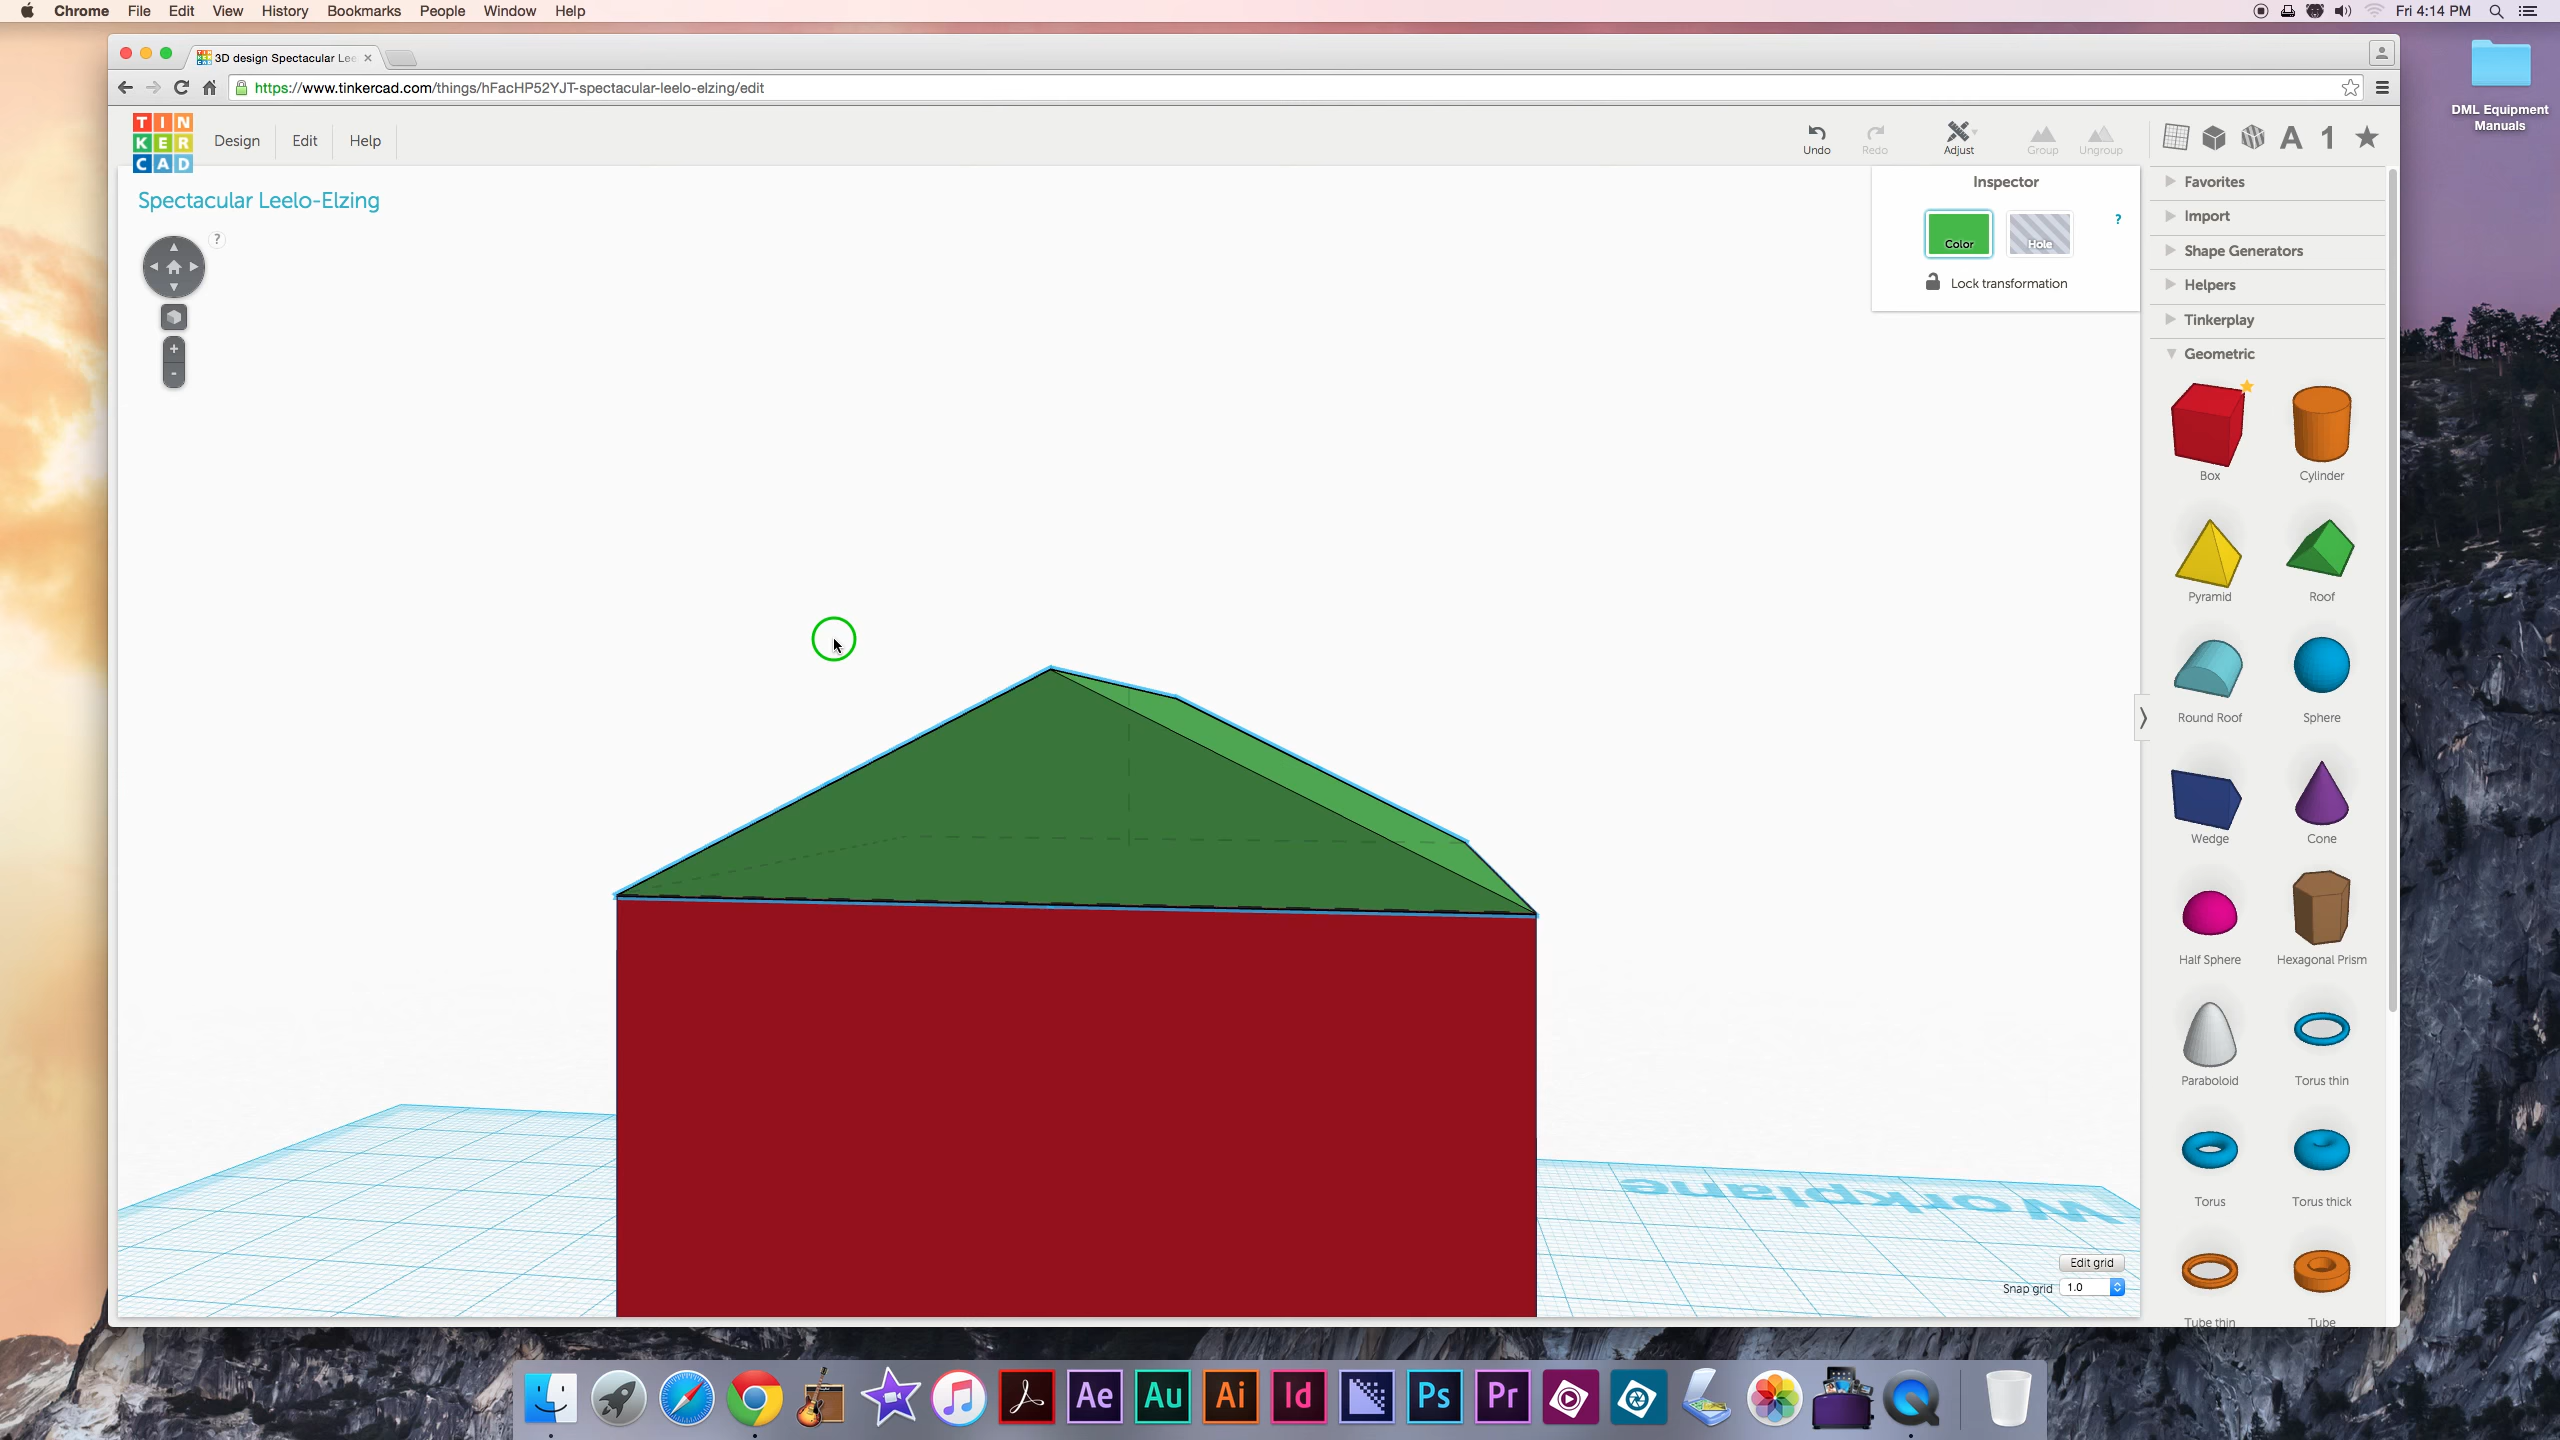 Chrome File Edit View History Bookmarks People Window Help Fri 4:14 PM
3D design Spectacular Lee
https://www.tinkercad.com/things/hFacHP52YJT-spectacular-leelo-elzing/edit
DML Equipment
Manuals
TIN
KER
CAD
Design Edit Help
Undo Redo Adjust Group Ungroup
A 1
Spectacular Leelo-Elzing
?
+
-
Inspector
Color Hole ?
Lock transformation
Favorites
Import
Shape Generators
Helpers
Tinkerplay
Geometric
Box Cylinder
Pyramid Roof
Round Roof Sphere
Wedge Cone
Half Sphere Hexagonal Prism
Paraboloid Torus thin
Torus Torus thick
Tube thin Tube
Workplane
Edit grid
Snap grid 1.0
Ae Au Ai Id Ps Pr